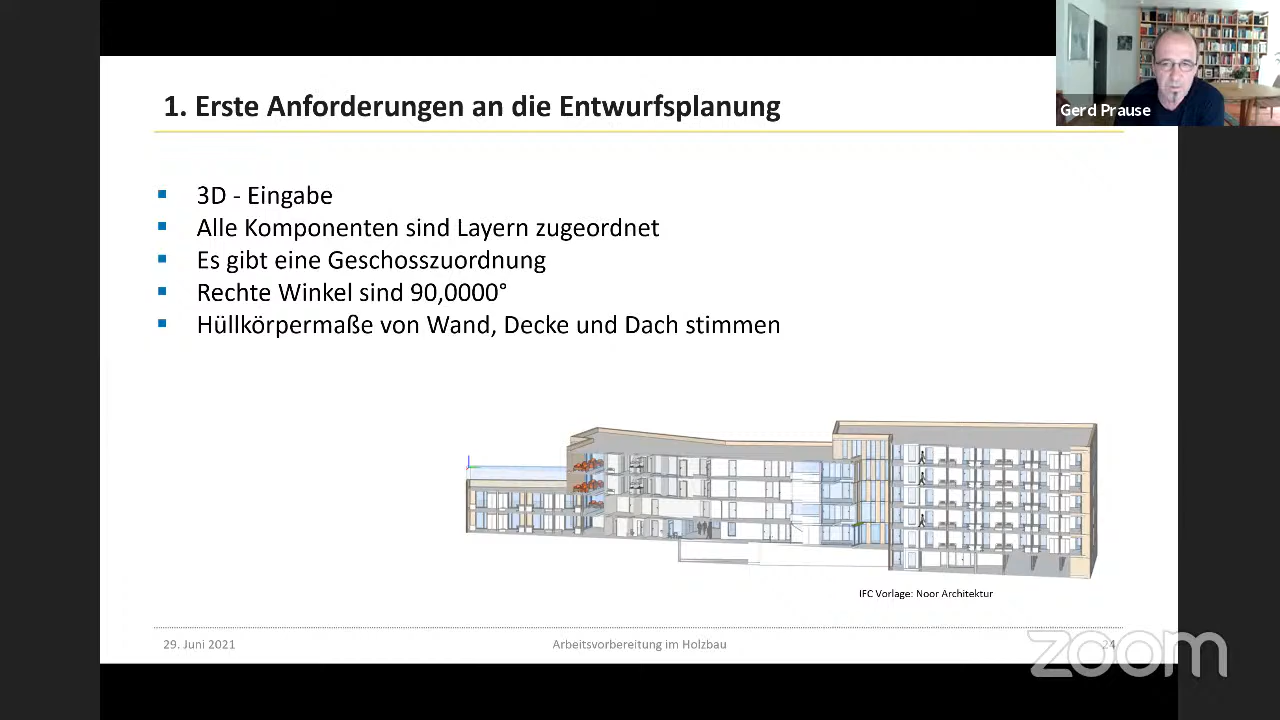 1. Erste Anforderungen an die Entwurfsplanung
Gerd Prause
3D - Eingabe
Alle Komponenten sind Layern zugeordnet
Es gibt eine Geschosszuordnung
Rechte Winkel sind 90,0000°
Hüllkörpermaße von Wand, Decke und Dach stimmen
IFC Vorlage: Noor Architektur
29. Juni 2021
Arbeitsvorbereitung im Holzbau
24
zoom